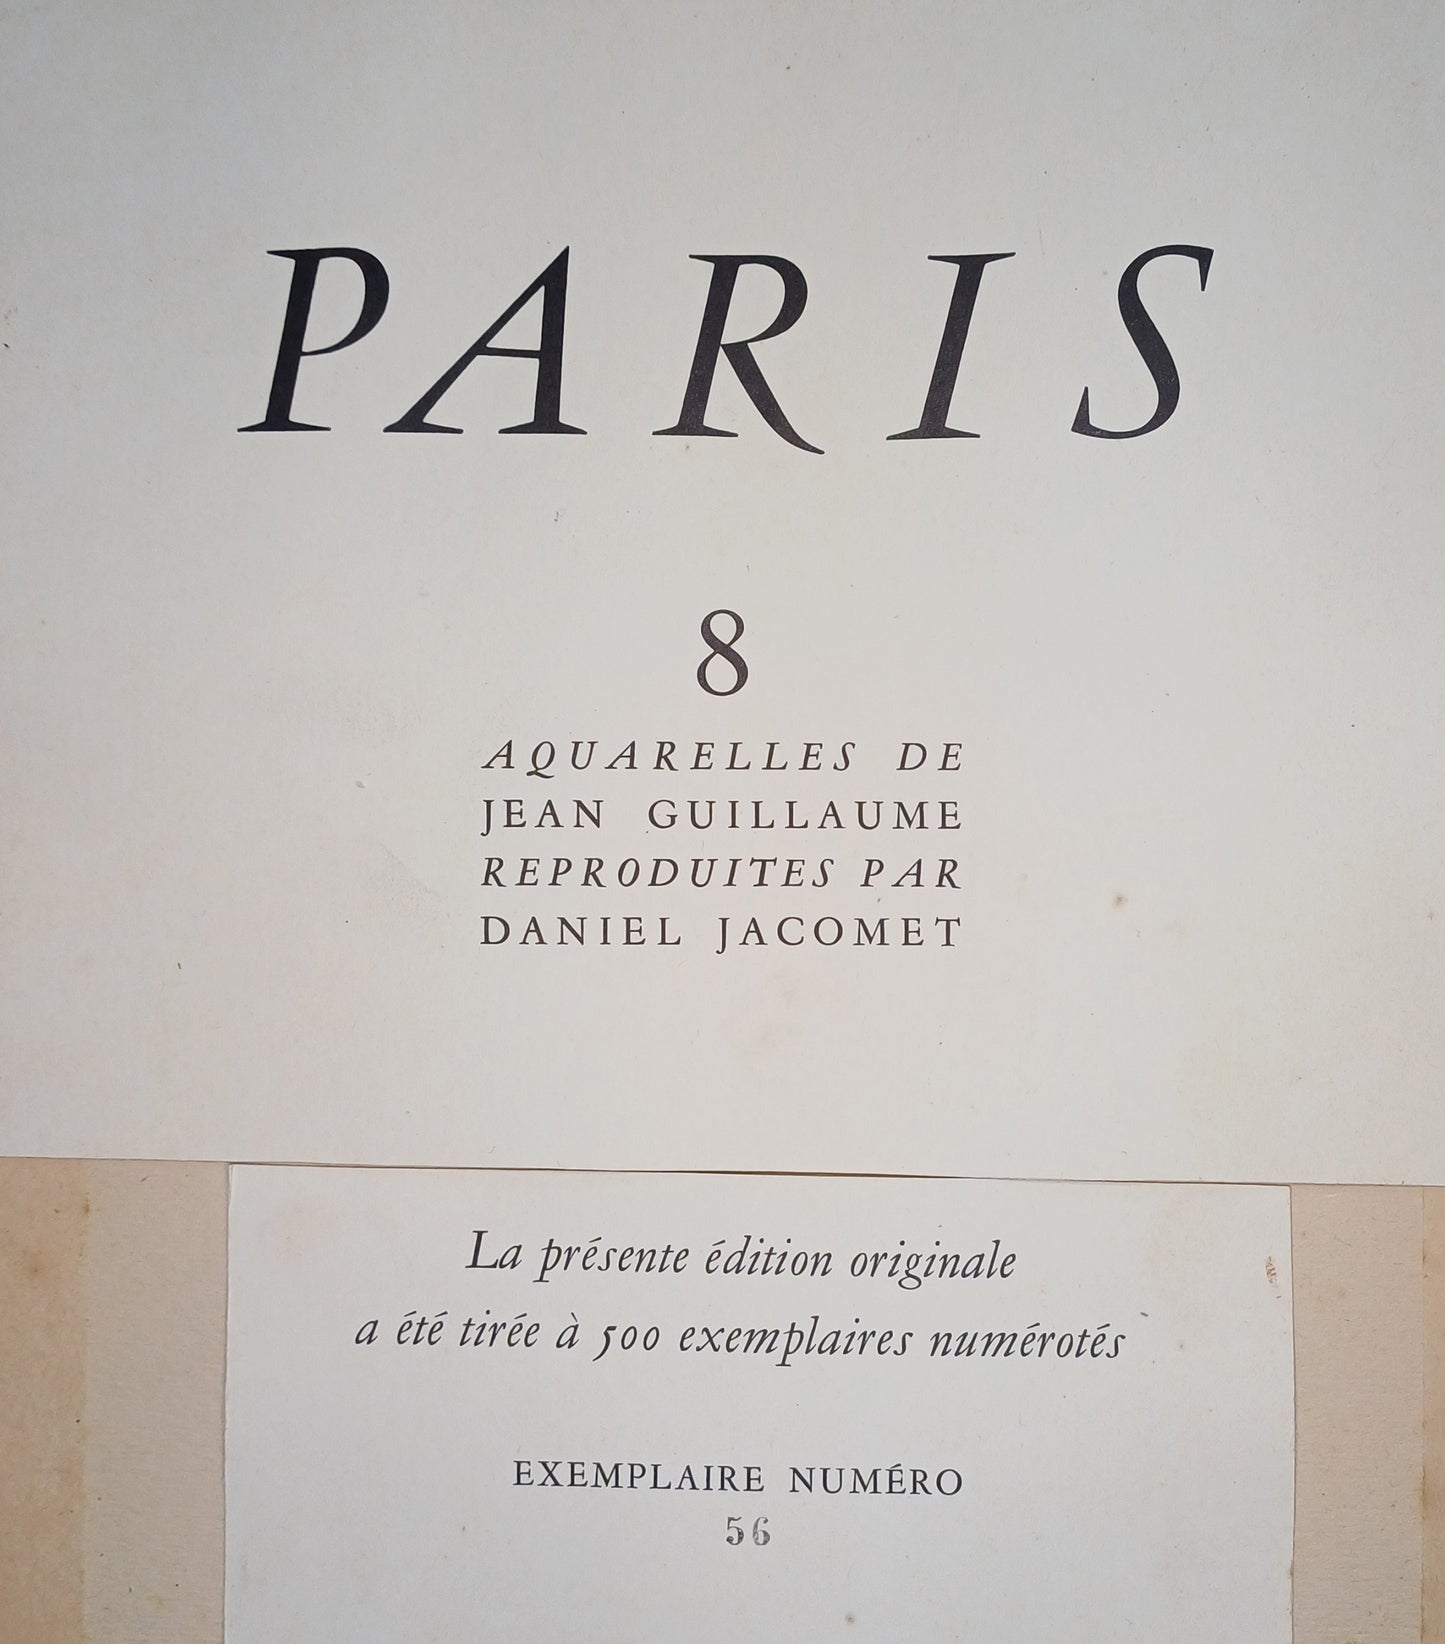 PARIS
8
AQUARELLES DE
JEAN GUILLAUME
REPRODUITES PAR
DANIEL JACOMET
La présente édition originale
a été tirée à 500 exemplaires numérotés
EXEMPLAIRE NUMÉRO
56